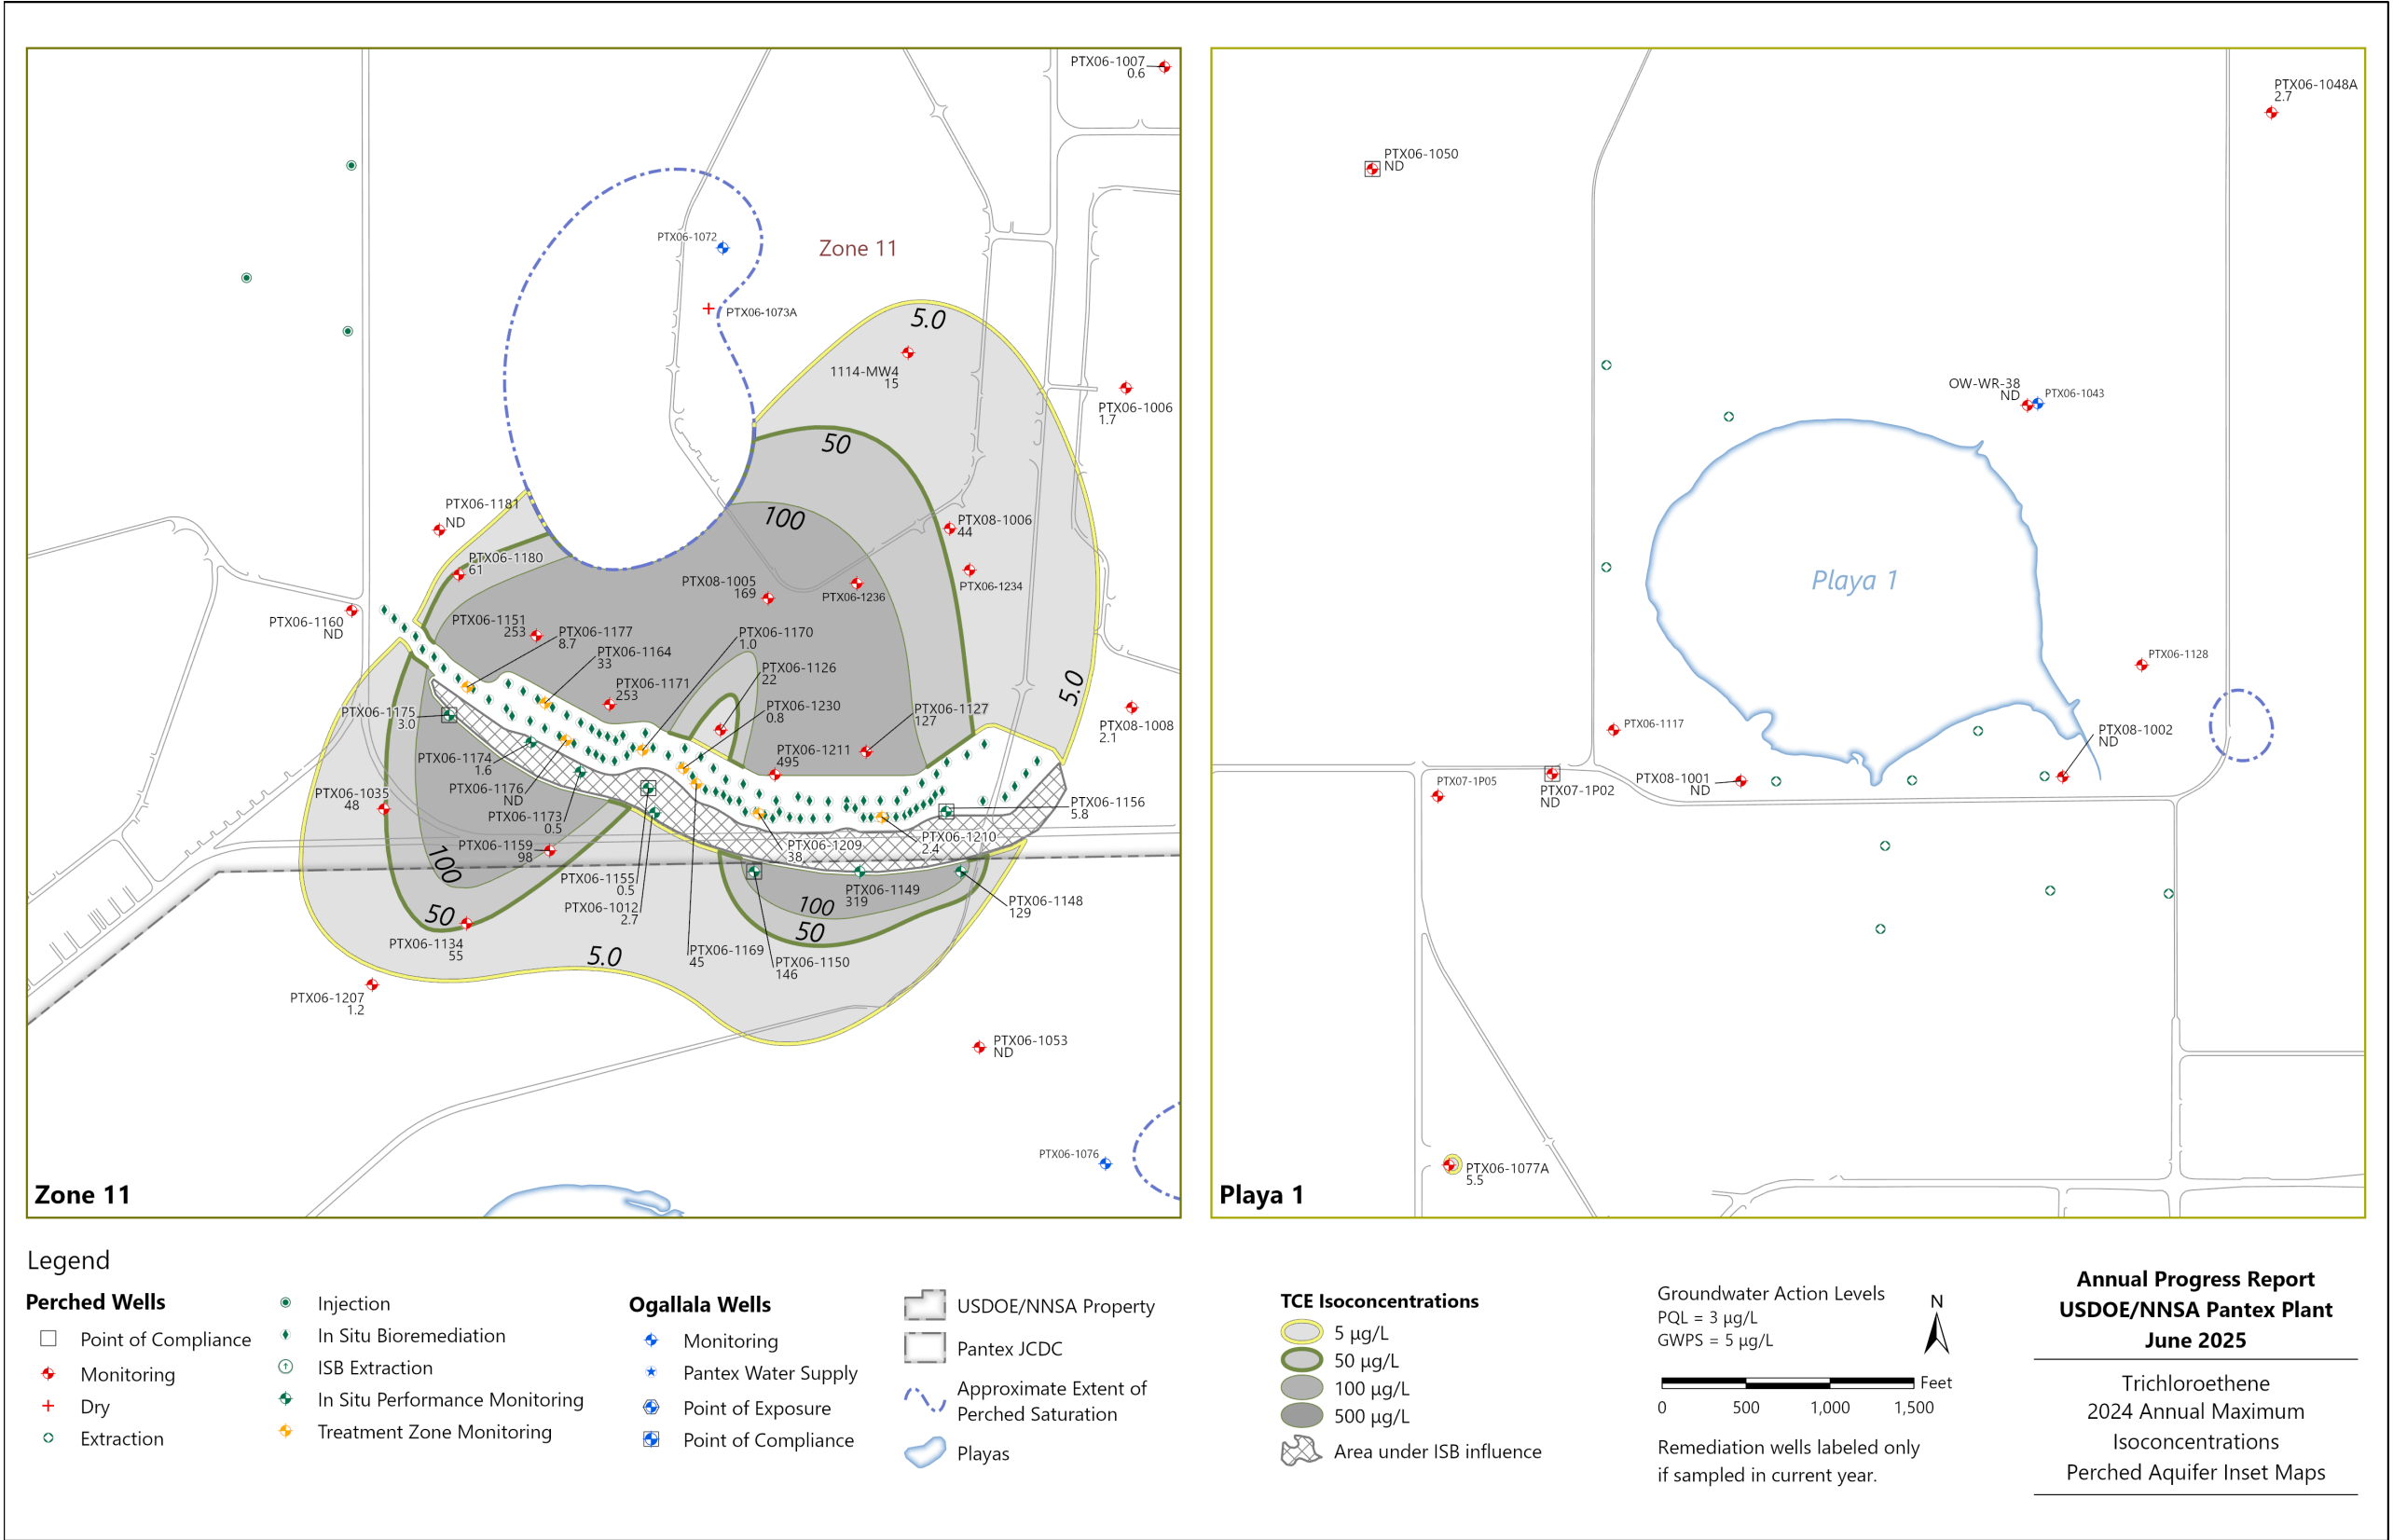 PTX06-1007
0.6
PTX06-1072
Zone 11
PTX06-1073A
5.0
1114-MW4
15
PTX06-1006
1.7
50
PTX06-1181
ND
100
PTX08-1006
44
PTX06-1180
61
PTX08-1005
169
PTX06-1236
PTX06-1234
PTX06-1160
ND
PTX06-1151
253
PTX06-1177
8.7
PTX06-1170
1.0
PTX06-1164
33
PTX06-1126
22
PTX06-1171
253
5.0
PTX06-1175
3.0
PTX06-1230
0.8
PTX06-1127
127
PTX08-1008
2.1
PTX06-1211
495
PTX06-1174
1.6
PTX06-1176
ND
PTX06-1035
48
PTX06-1156
5.8
PTX06-1173
0.5
PTX06-1210
2.4
PTX06-1209
38
PTX06-1159
98
100
PTX06-1155
0.5
PTX06-1149
319
PTX06-1148
129
PTX06-1012
2.7
100
50
50
PTX06-1134
55
PTX06-1169
45
5.0
PTX06-1150
146
PTX06-1207
1.2
PTX06-1053
ND
PTX06-1076
Zone 11
PTX06-1048A
2.7
PTX06-1050
ND
OW-WR-38
ND
PTX06-1043
Playa 1
PTX06-1128
PTX06-1117
PTX08-1002
ND
PTX07-1P05
PTX07-1P02
ND
PTX08-1001
ND
PTX06-1077A
5.5
Playa 1
Legend
Perched Wells
Point of Compliance
Monitoring
Dry
Extraction
Injection
In Situ Bioremediation
ISB Extraction
In Situ Performance Monitoring
Treatment Zone Monitoring
Ogallala Wells
Monitoring
Pantex Water Supply
Point of Exposure
Point of Compliance
USDOE/NNSA Property
Pantex JCDC
Approximate Extent of
Perched Saturation
Playas
TCE Isoconcentrations
5 µg/L
50 µg/L
100 µg/L
500 µg/L
Area under ISB influence
Groundwater Action Levels
PQL = 3 µg/L
GWPS = 5 µg/L
N
Feet
0 500 1,000 1,500
Remediation wells labeled only
if sampled in current year.
Annual Progress Report
USDOE/NNSA Pantex Plant
June 2025
Trichloroethene
2024 Annual Maximum
Isoconcentrations
Perched Aquifer Inset Maps